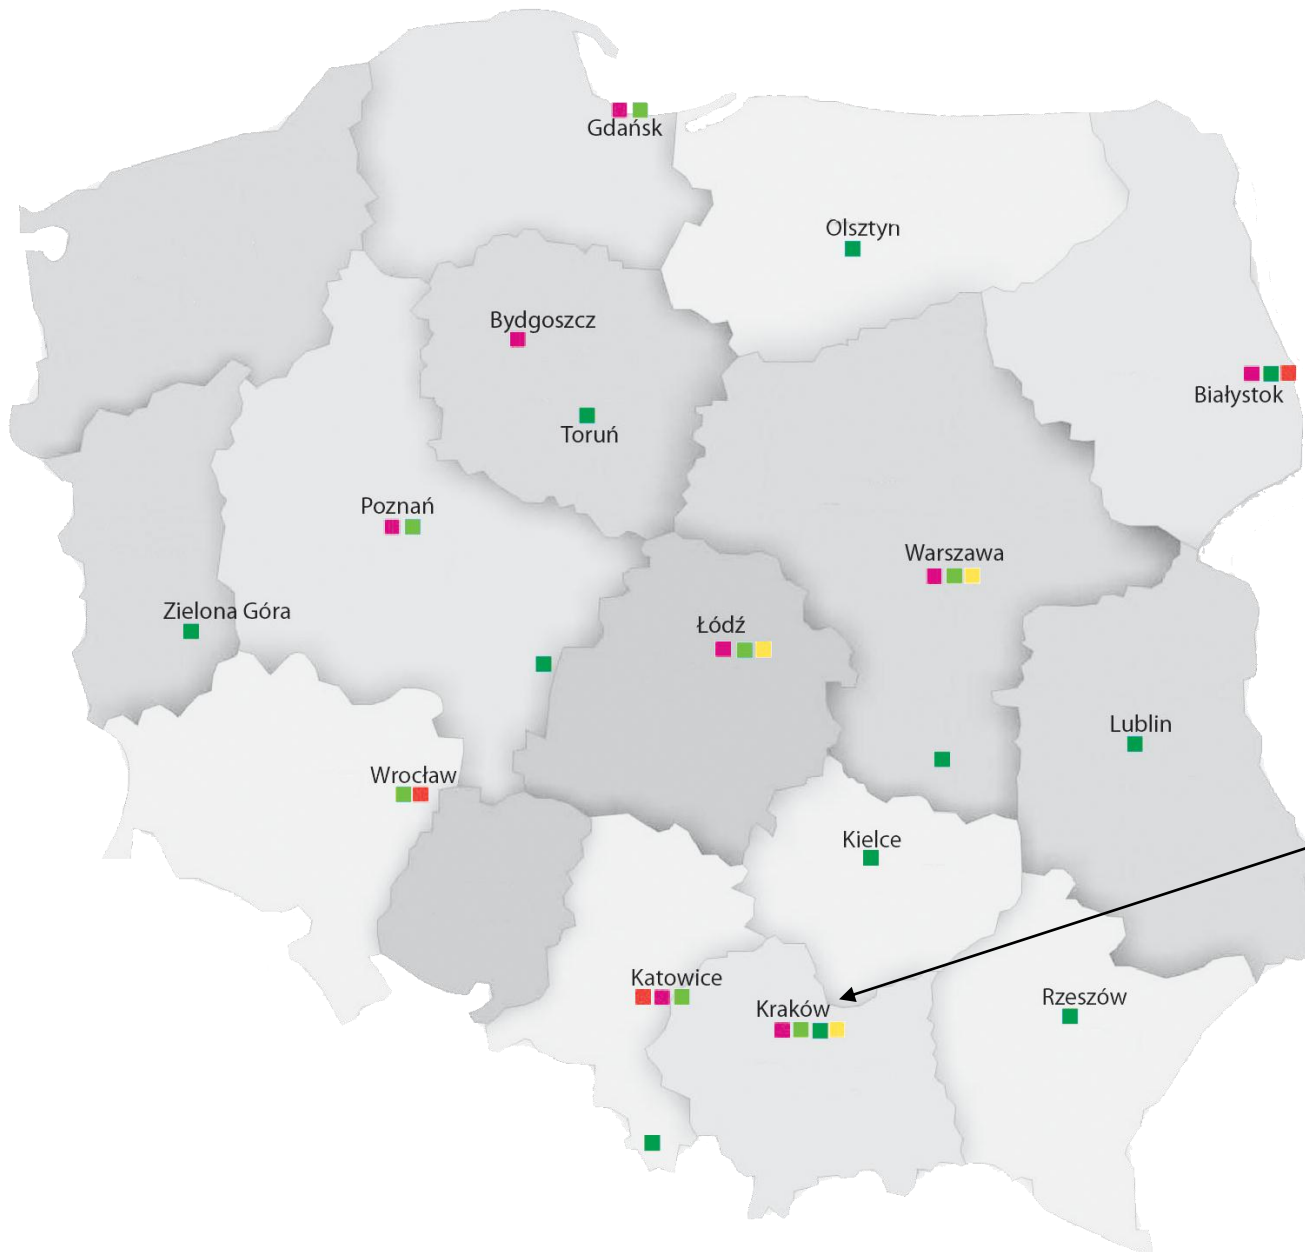 Gdańsk
Olsztyn
Bydgoszcz
Białystok
Toruń
Poznań
Warszawa
Zielona Góra
Łódź
Lublin
Wrocław
Kielce
Katowice
Rzeszów
Kraków